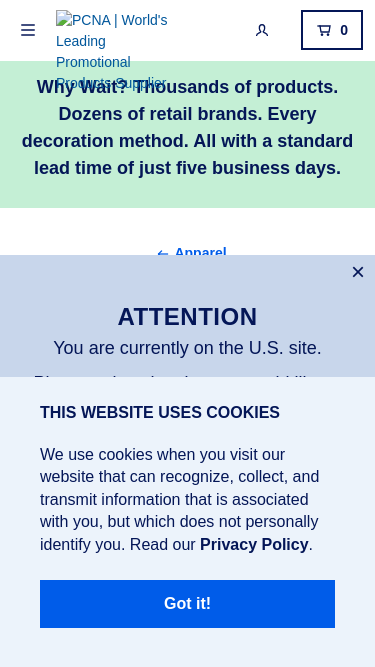 PCNA | World's
Leading
Promotional
Products Supplier
0
Why Wait? Thousands of products.
Dozens of retail brands. Every
decoration method. All with a standard
lead time of just five business days.
Apparel
ATTENTION
You are currently on the U.S. site.
THIS WEBSITE USES COOKIES
We use cookies when you visit our
website that can recognize, collect, and
transmit information that is associated
with you, but which does not personally
identify you. Read our Privacy Policy.
Got it!